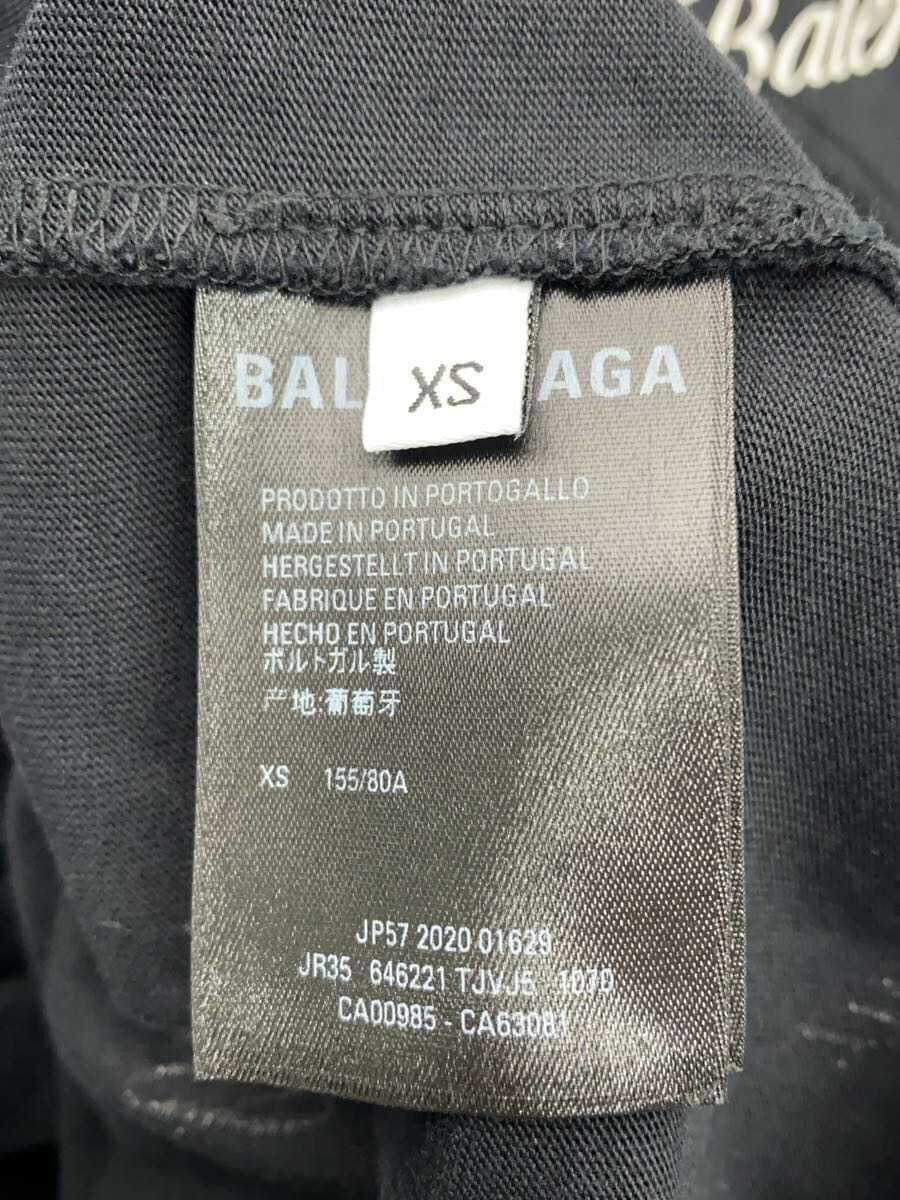 Balen
BAL AGA
XS
PRODOTTO IN PORTOGALLO
MADE IN PORTUGAL
HERGESTELLT IN PORTUGAL
FABRIQUE EN PORTUGAL
HECHO EN PORTUGAL
ポルトガル製
产地:葡萄牙
XS 155/80A
JP57 2020 01629
JR35 646221 TJVJ5 1070
CA00985 - CA63081